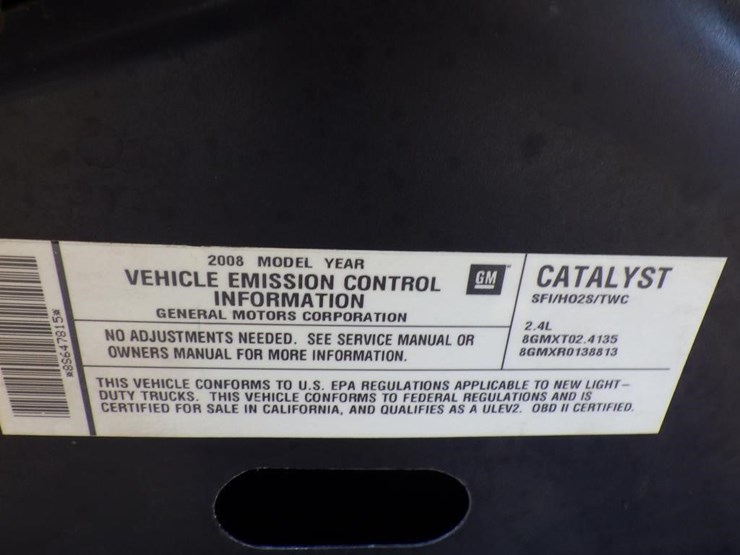 2008 MODEL YEAR
VEHICLE EMISSION CONTROL
INFORMATION
GENERAL MOTORS CORPORATION
GM
CATALYST
SFI/HO2S/TWC
2.4L
8GMXT02.4135
8GMXR0138813
NO ADJUSTMENTS NEEDED. SEE SERVICE MANUAL OR
OWNERS MANUAL FOR MORE INFORMATION.
THIS VEHICLE CONFORMS TO U.S. EPA REGULATIONS APPLICABLE TO NEW LIGHT-
DUTY TRUCKS. THIS VEHICLE CONFORMS TO FEDERAL REGULATIONS AND IS
CERTIFIED FOR SALE IN CALIFORNIA, AND QUALIFIES AS A ULEV2. OBD II CERTIFIED.
*89647815*